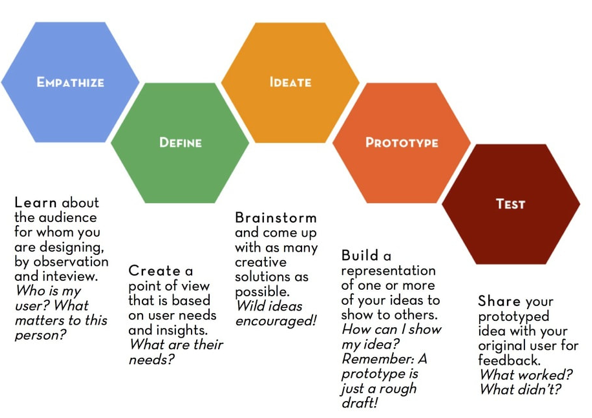 EMPATHIZE
DEFINE
IDEATE
PROTOTYPE
TEST
Learn about
the audience
for whom you
are designing,
by observation
and inteview.
Who is my
user? What
matters to this
person?
Create a
point of view
that is based
on user needs
and insights.
What are their
needs?
Brainstorm
and come up
with as many
creative
solutions as
possible.
Wild ideas
encouraged!
Build a
representation
of one or more
of your ideas to
show to others.
How can I show
my idea?
Remember: A
prototype is
just a rough
draft!
Share your
prototyped
idea with your
original user for
feedback.
What worked?
What didn't?